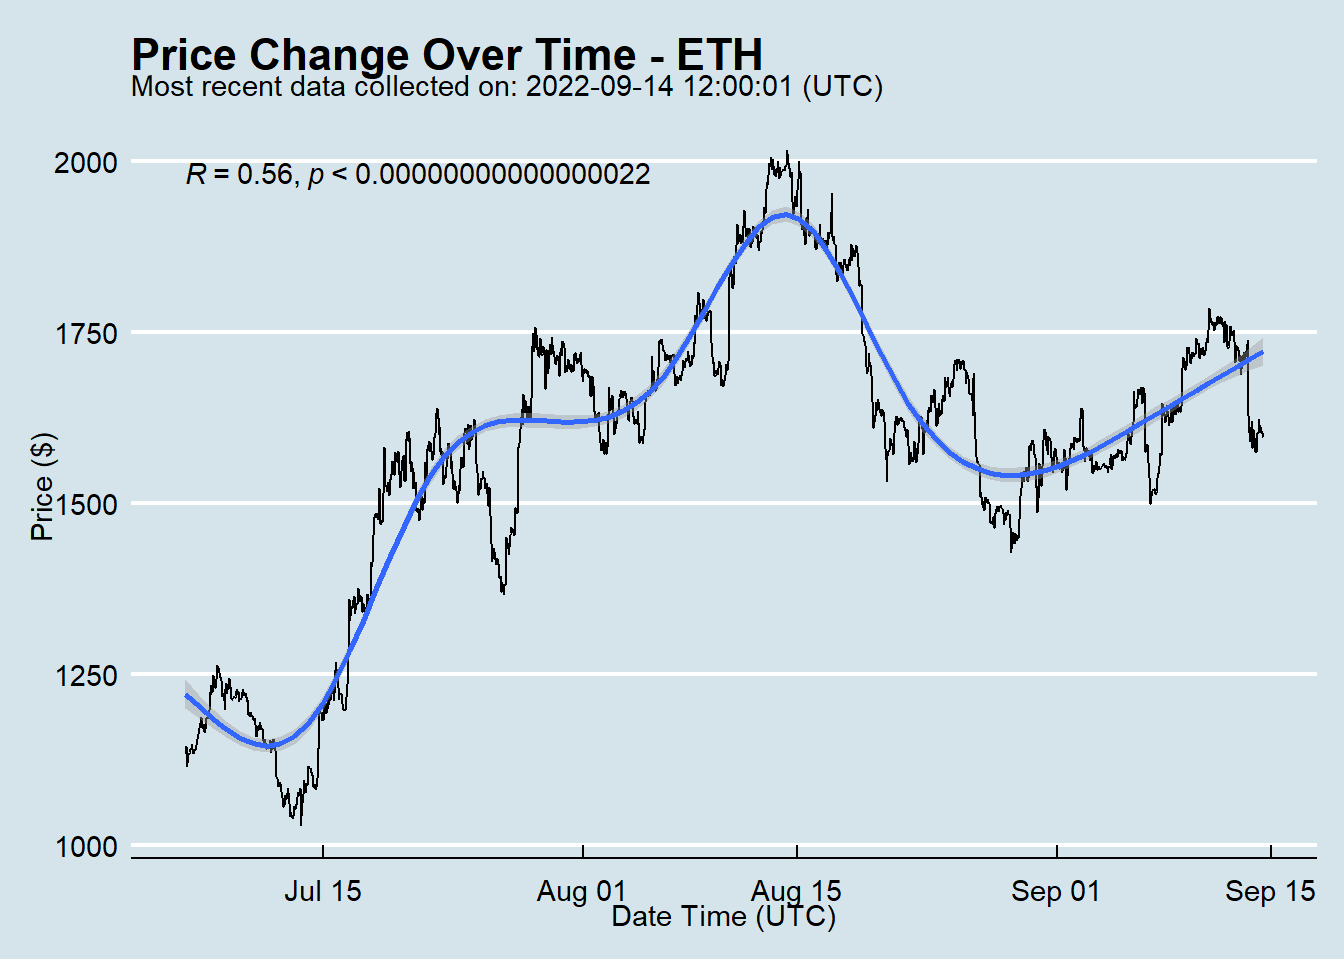 Price Change Over Time - ETH
Most recent data collected on: 2022-09-14 12:00:01 (UTC)
R = 0.56, p < 0.00000000000000022
2000
1750
1500
1250
1000
Price ($)
Jul 15
Aug 01
Aug 15
Sep 01
Sep 15
Date Time (UTC)